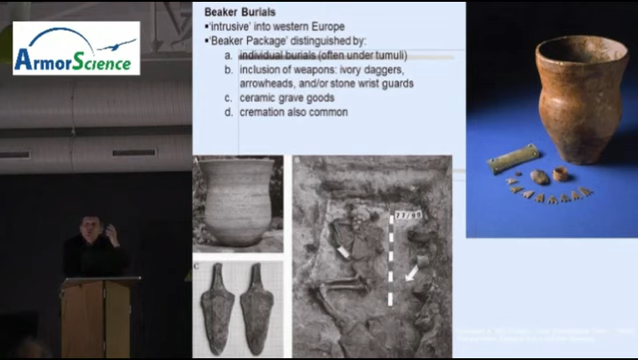 ArmorScience
Beaker Burials
▪'intrusive' into western Europe
▪'Beaker Package' distinguished by:
a. individual burials (often under tumuli)
b. inclusion of weapons: ivory daggers,
arrowheads, and/or stone wrist guards
c. ceramic grave goods
d. cremation also common
C